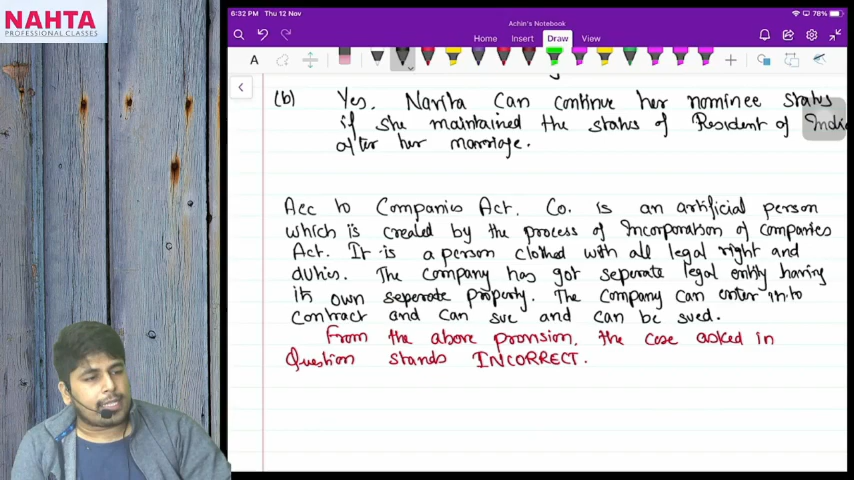 NAHTA
PROFESSIONAL CLASSES
6:32 PM Thu 12 Nov
78%
Achin's Notebook
Home Insert Draw View
A
(b) Yes, Narita Can continue her nominee status
if she maintained the status of Resident of India
after her marriage.
Acc to Companies Act. Co. is an artificial person
which is created by the process of Incorporation of companies
Act. It is a person clothed with all legal right and
duties. The company has got seperate legal entity having
its own seperate property. The Company can enter into
contract and can sue and can be sued.
From the above provision, the case asked in
Question stands INCORRECT.